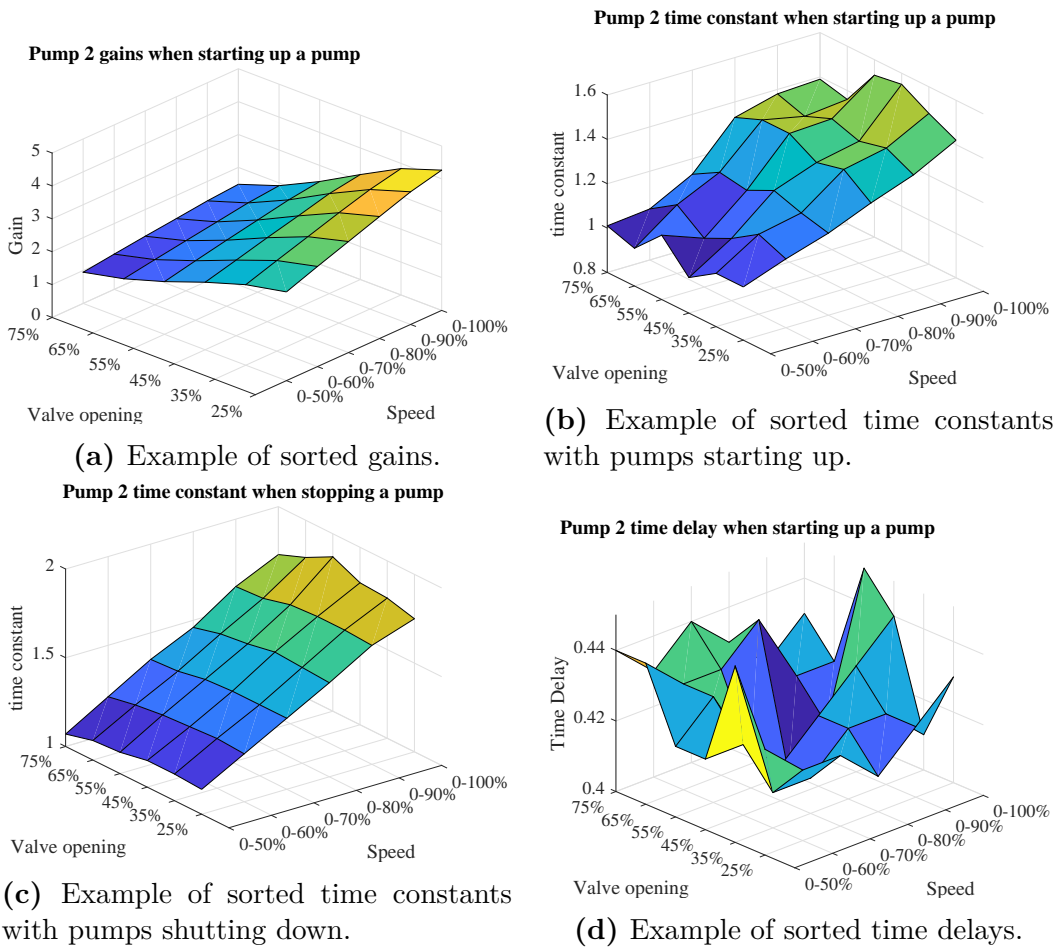 Pump 2 gains when starting up a pump
5
4
3
2
1
0
Gain
75%
65%
55%
45%
35%
25%
Valve opening
0-50%
0-60%
0-70%
0-80%
0-90%
0-100%
Speed
(a) Example of sorted gains.
Pump 2 time constant when starting up a pump
1.6
1.4
1.2
1
0.8
time constant
75%
65%
55%
45%
35%
25%
Valve opening
0-50%
0-60%
0-70%
0-80%
0-90%
0-100%
Speed
(b) Example of sorted time constants
with pumps starting up.
Pump 2 time constant when stopping a pump
2
1.5
1
time constant
75%
65%
55%
45%
35%
25%
Valve opening
0-50%
0-60%
0-70%
0-80%
0-90%
0-100%
Speed
(c) Example of sorted time constants
with pumps shutting down.
Pump 2 time delay when starting up a pump
0.44
0.42
0.4
Time Delay
75%
65%
55%
45%
35%
25%
Valve opening
0-50%
0-60%
0-70%
0-80%
0-90%
0-100%
Speed
(d) Example of sorted time delays.